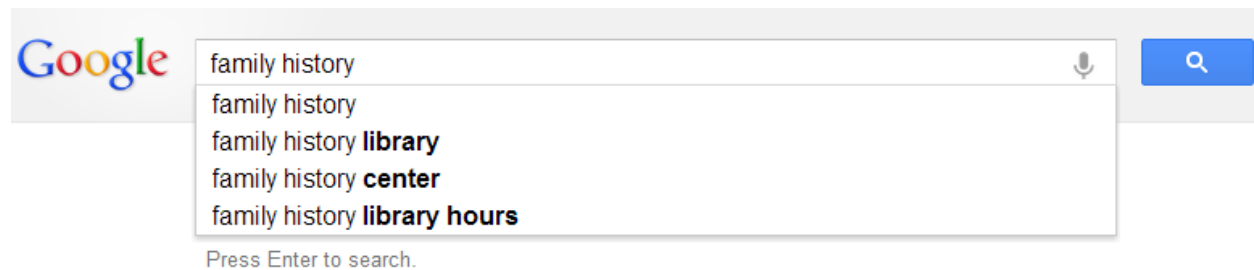 Google
family history
family history
family history library
family history center
family history library hours
Press Enter to search.